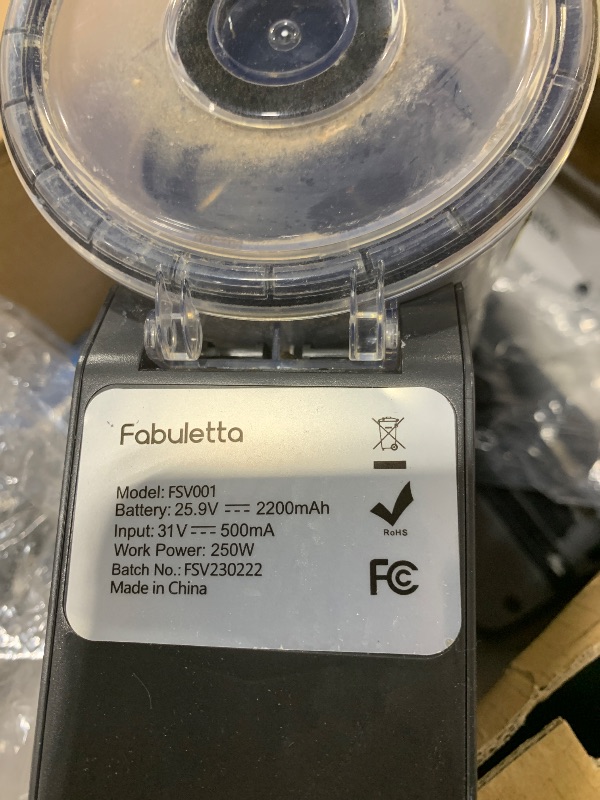 Fabuletta
Model: FSV001
Battery: 25.9V ⎓ 2200mAh
Input: 31V ⎓ 500mA
Work Power: 250W
Batch No.: FSV230222
Made in China
RoHS
FC